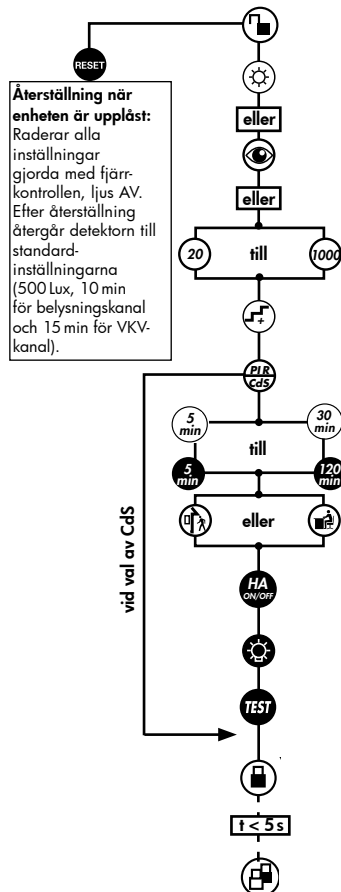 RESET
Återställning när
enheten är upplåst:
Raderar alla
inställningar
gjorda med fjärr-
kontrollen, ljus AV.
Efter återställning
återgår detektorn till
standard-
inställningarna
(500 Lux, 10 min
för belysningskanal
och 15 min för VKV-
kanal).
eller
eller
20 till 1000
PIR
CdS
5
min
30
min
till
5
min
120
min
eller
vid val av CdS
HA
ON/OFF
TEST
t < 5 s